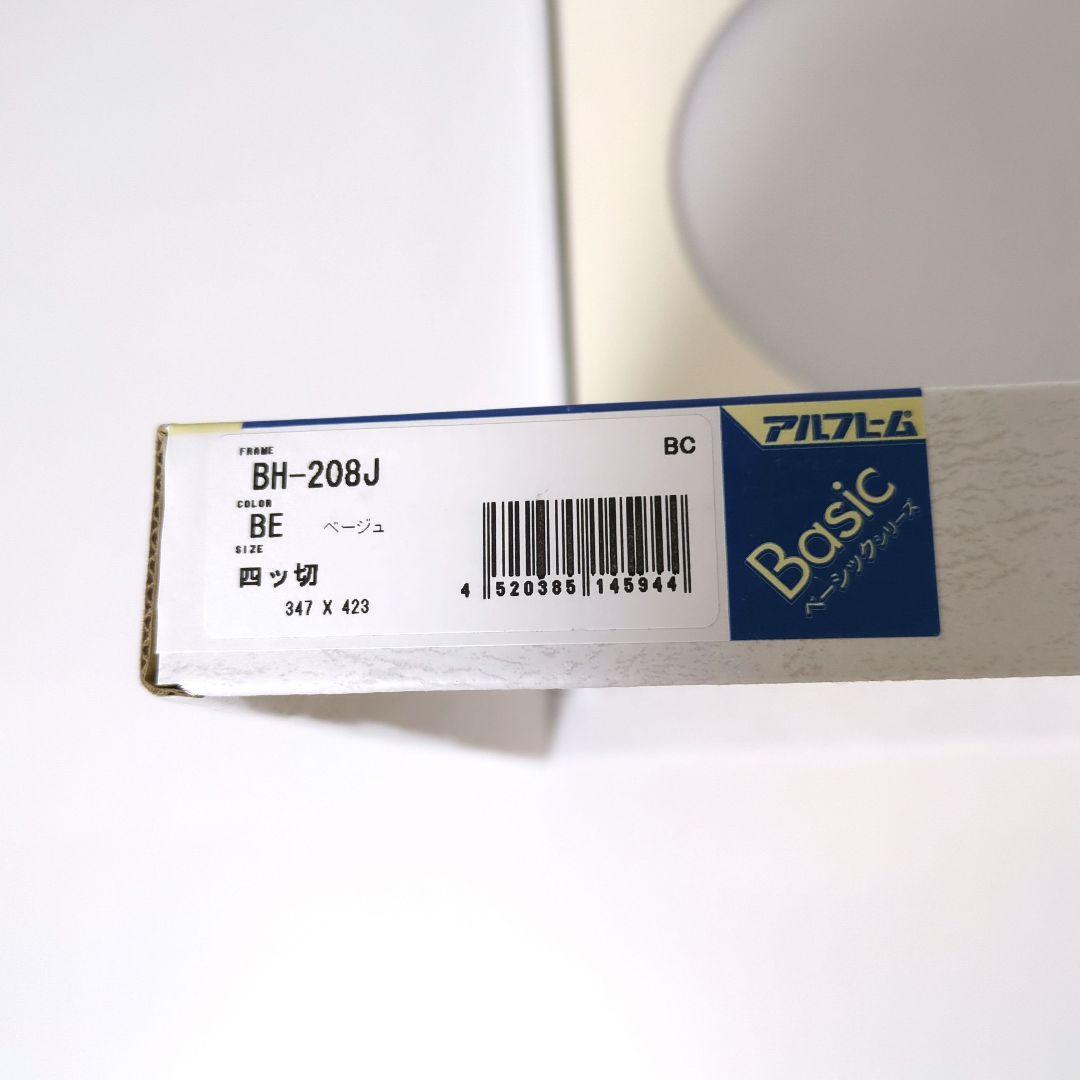 FRAME
BH-208J
BC
COLOR
BE ベージュ
SIZE
四ッ切
347 X 423
4 520385 145944
アルフレーム
Basic
ベーシックシリーズ